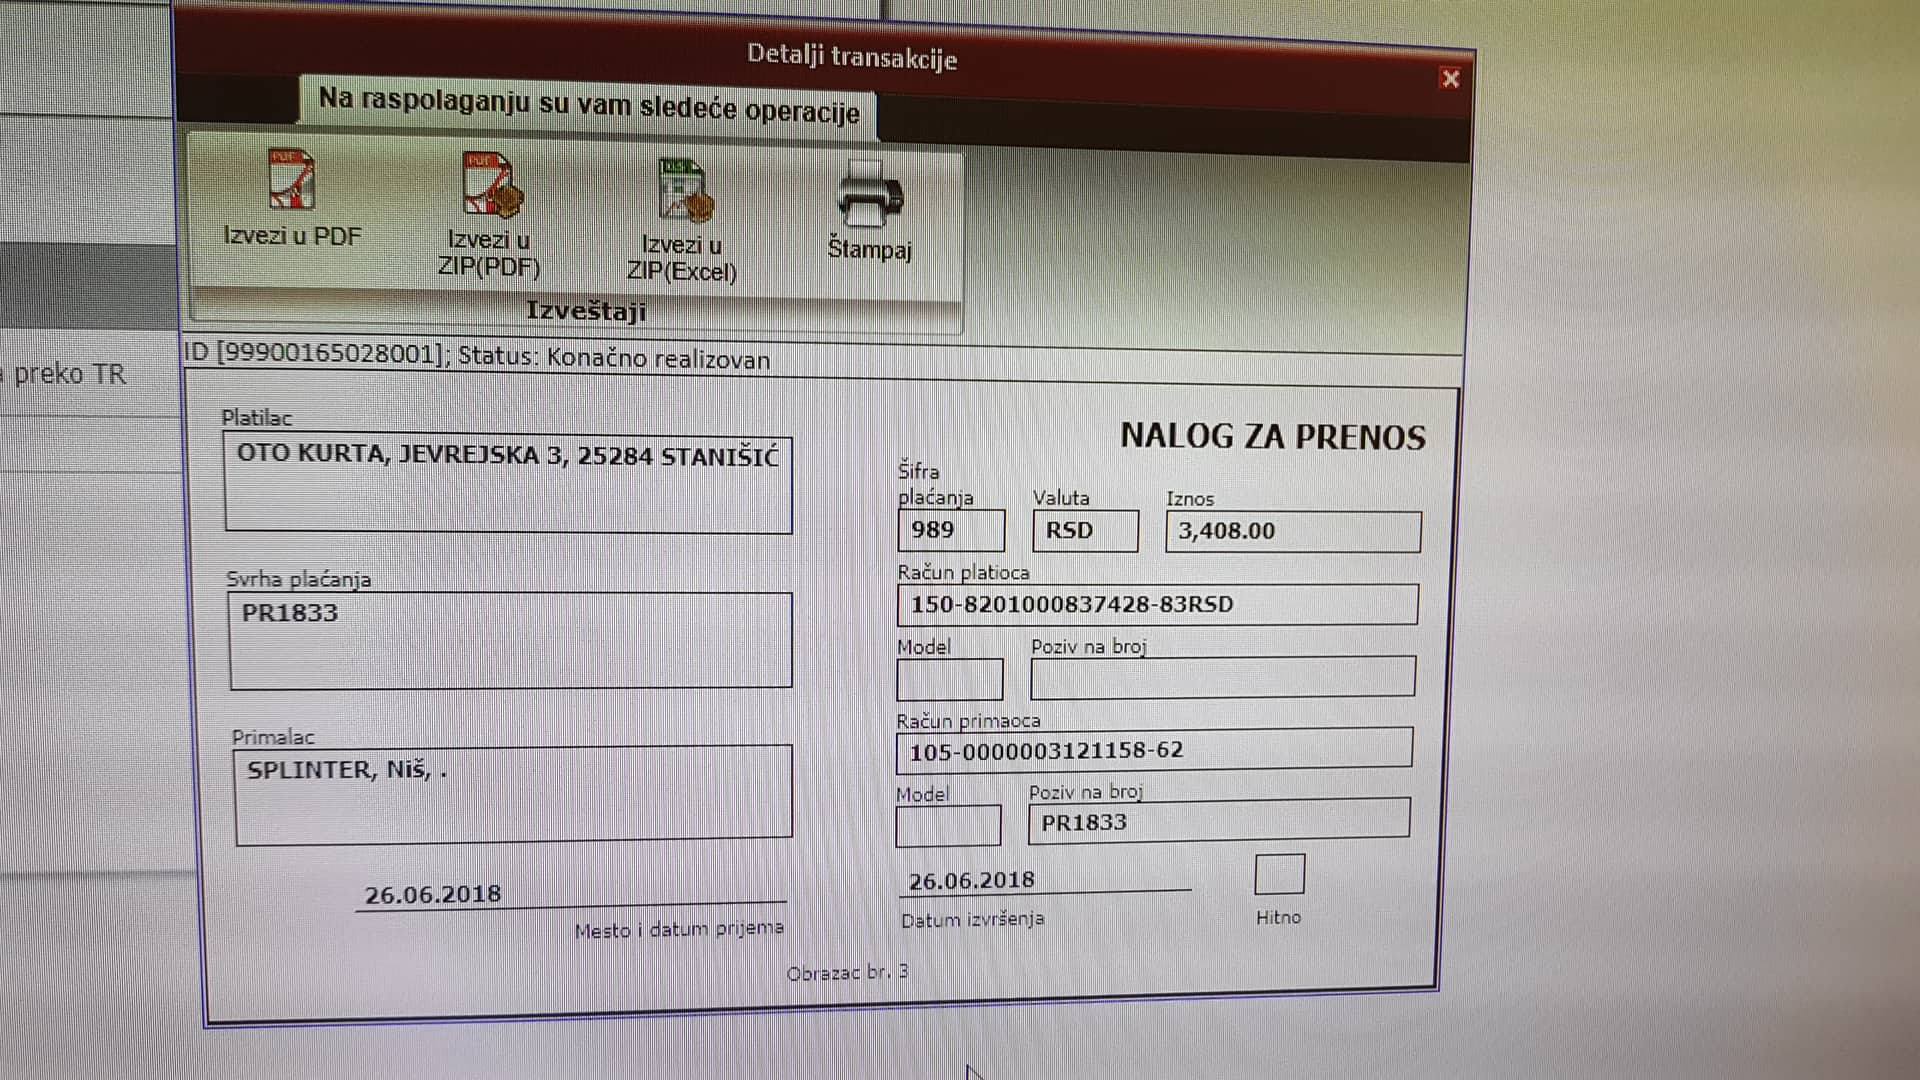 Detalji transakcije
Na raspolaganju su vam sledeće operacije
PDF
PDF
Izvezi u PDF
Izvezi u
ZIP(PDF)
Izvezi u
ZIP(Excel)
Štampaj
Izveštaji
ID [99900165028001]; Status: Konačno realizovan
preko TR
Platilac
OTO KURTA, JEVREJSKA 3, 25284 STANIŠIĆ
Svrha plaćanja
PR1833
Primalac
SPLINTER, Niš, .
26.06.2018
Mesto i datum prijema
NALOG ZA PRENOS
Šifra
plaćanja
Valuta
Iznos
989
RSD
3,408.00
Račun platioca
150-8201000837428-83RSD
Model
Poziv na broj
Račun primaoca
105-0000003121158-62
Model
Poziv na broj
PR1833
26.06.2018
Datum izvršenja
Hitno
Obrazac br. 3